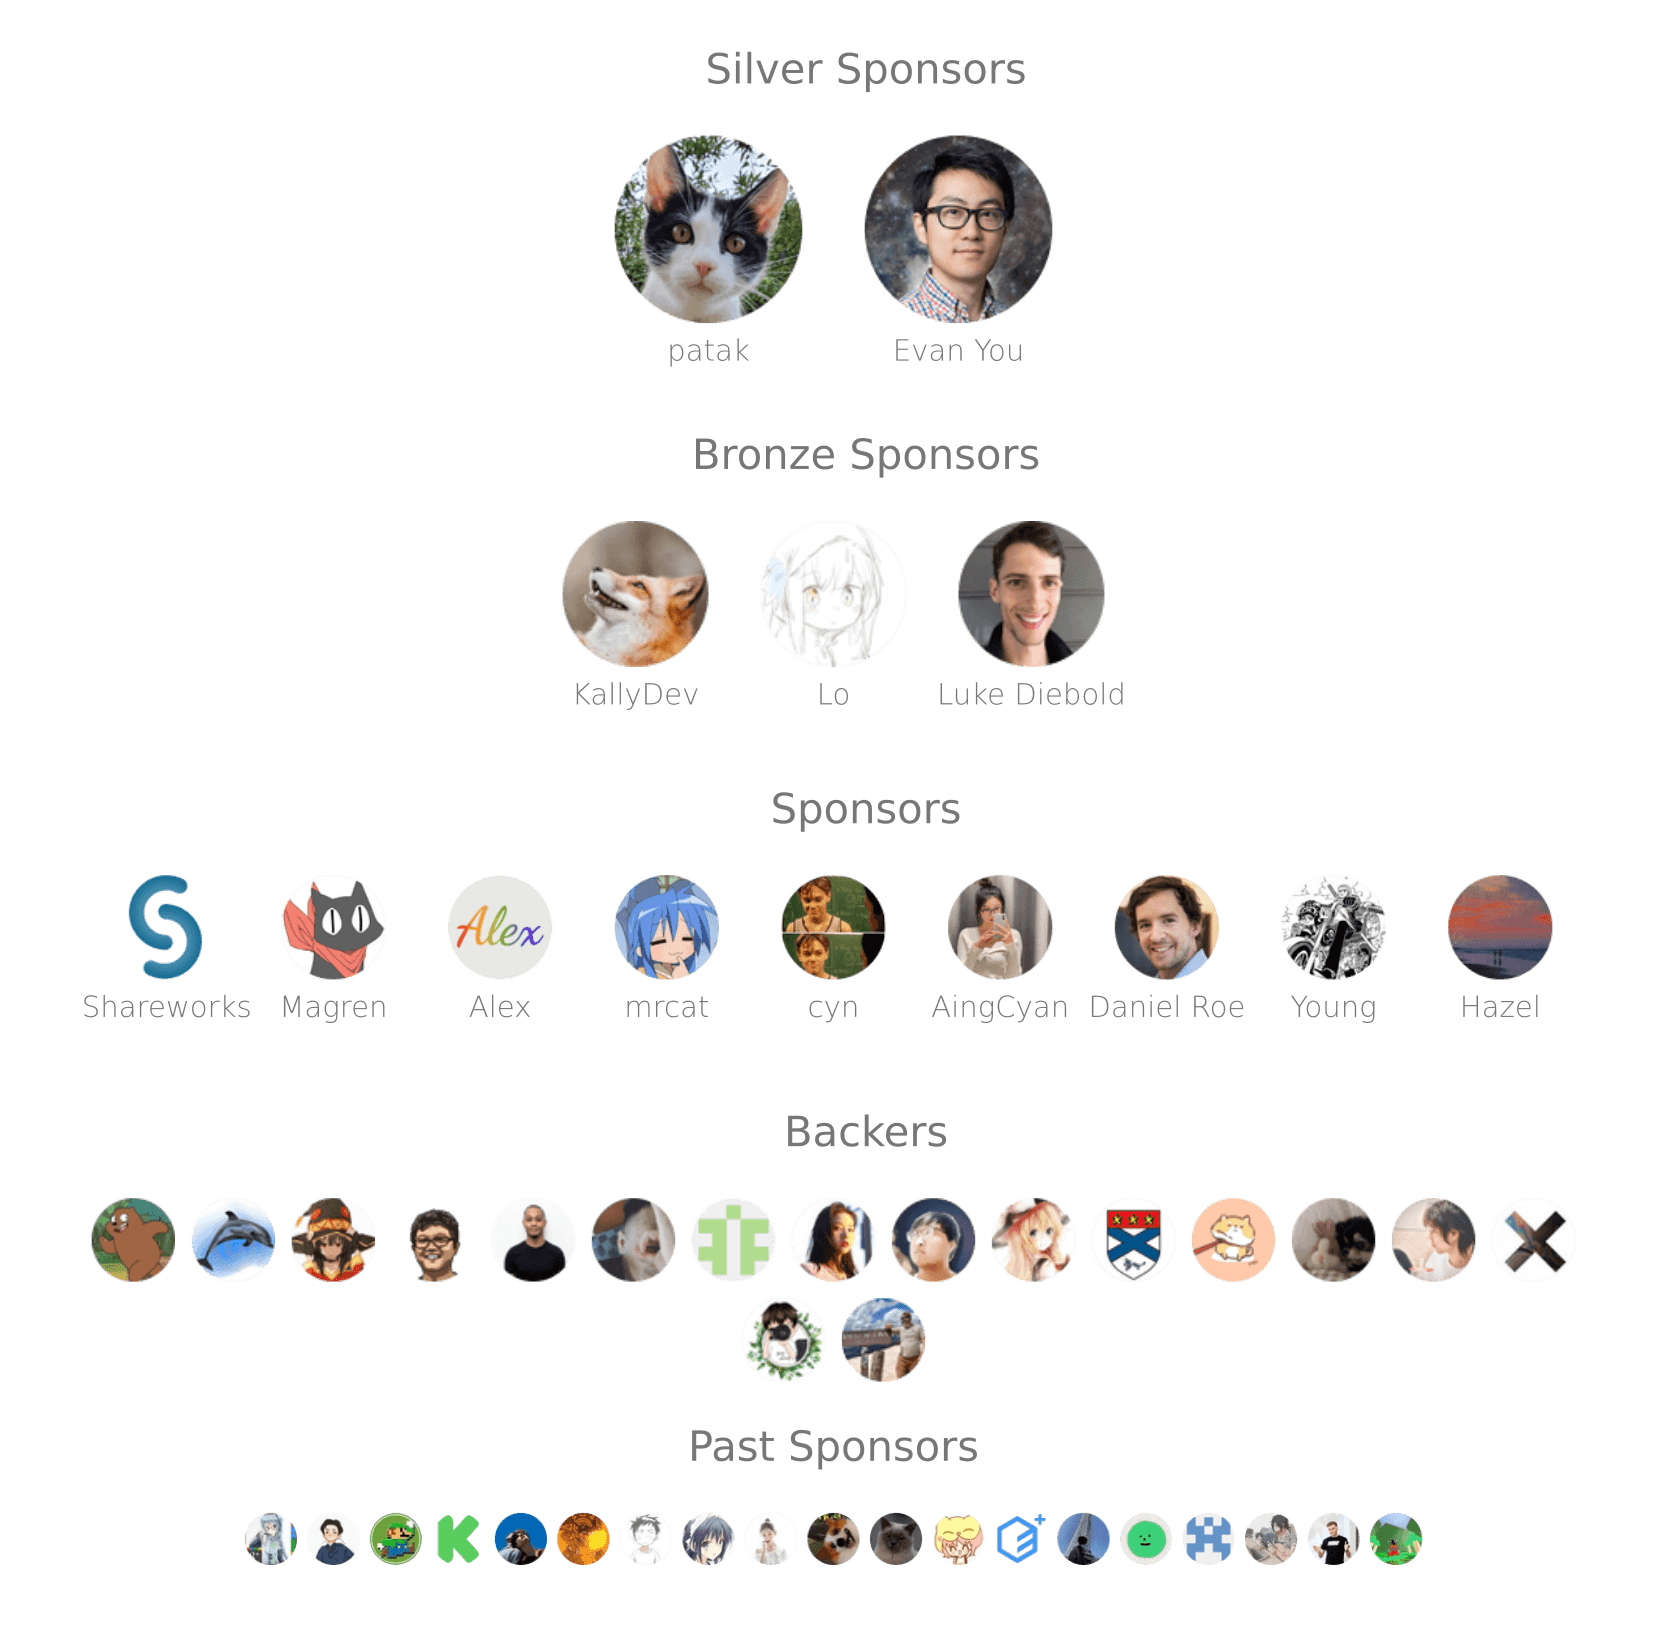 Silver Sponsors
patak
Evan You
Bronze Sponsors
KallyDev
Lo
Luke Diebold
Sponsors
Alex
Shareworks
Magren
Alex
mrcat
cyn
AingCyan
Daniel Roe
Young
Hazel
Backers
Past Sponsors